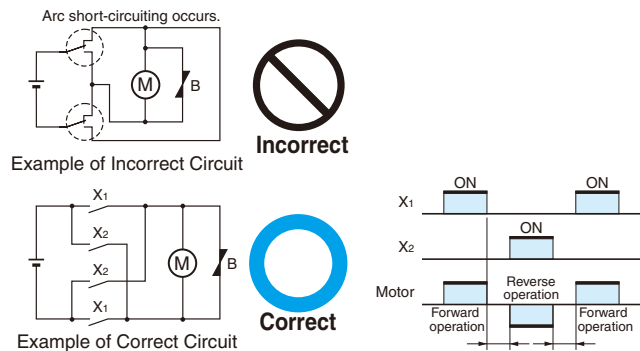 Arc short-circuiting occurs.
M
B
Incorrect
Example of Incorrect Circuit
X1
X2
X2
X1
M
B
Correct
Example of Correct Circuit
ON
ON
X1
ON
X2
Reverse
operation
Motor
Forward
operation
Forward
operation